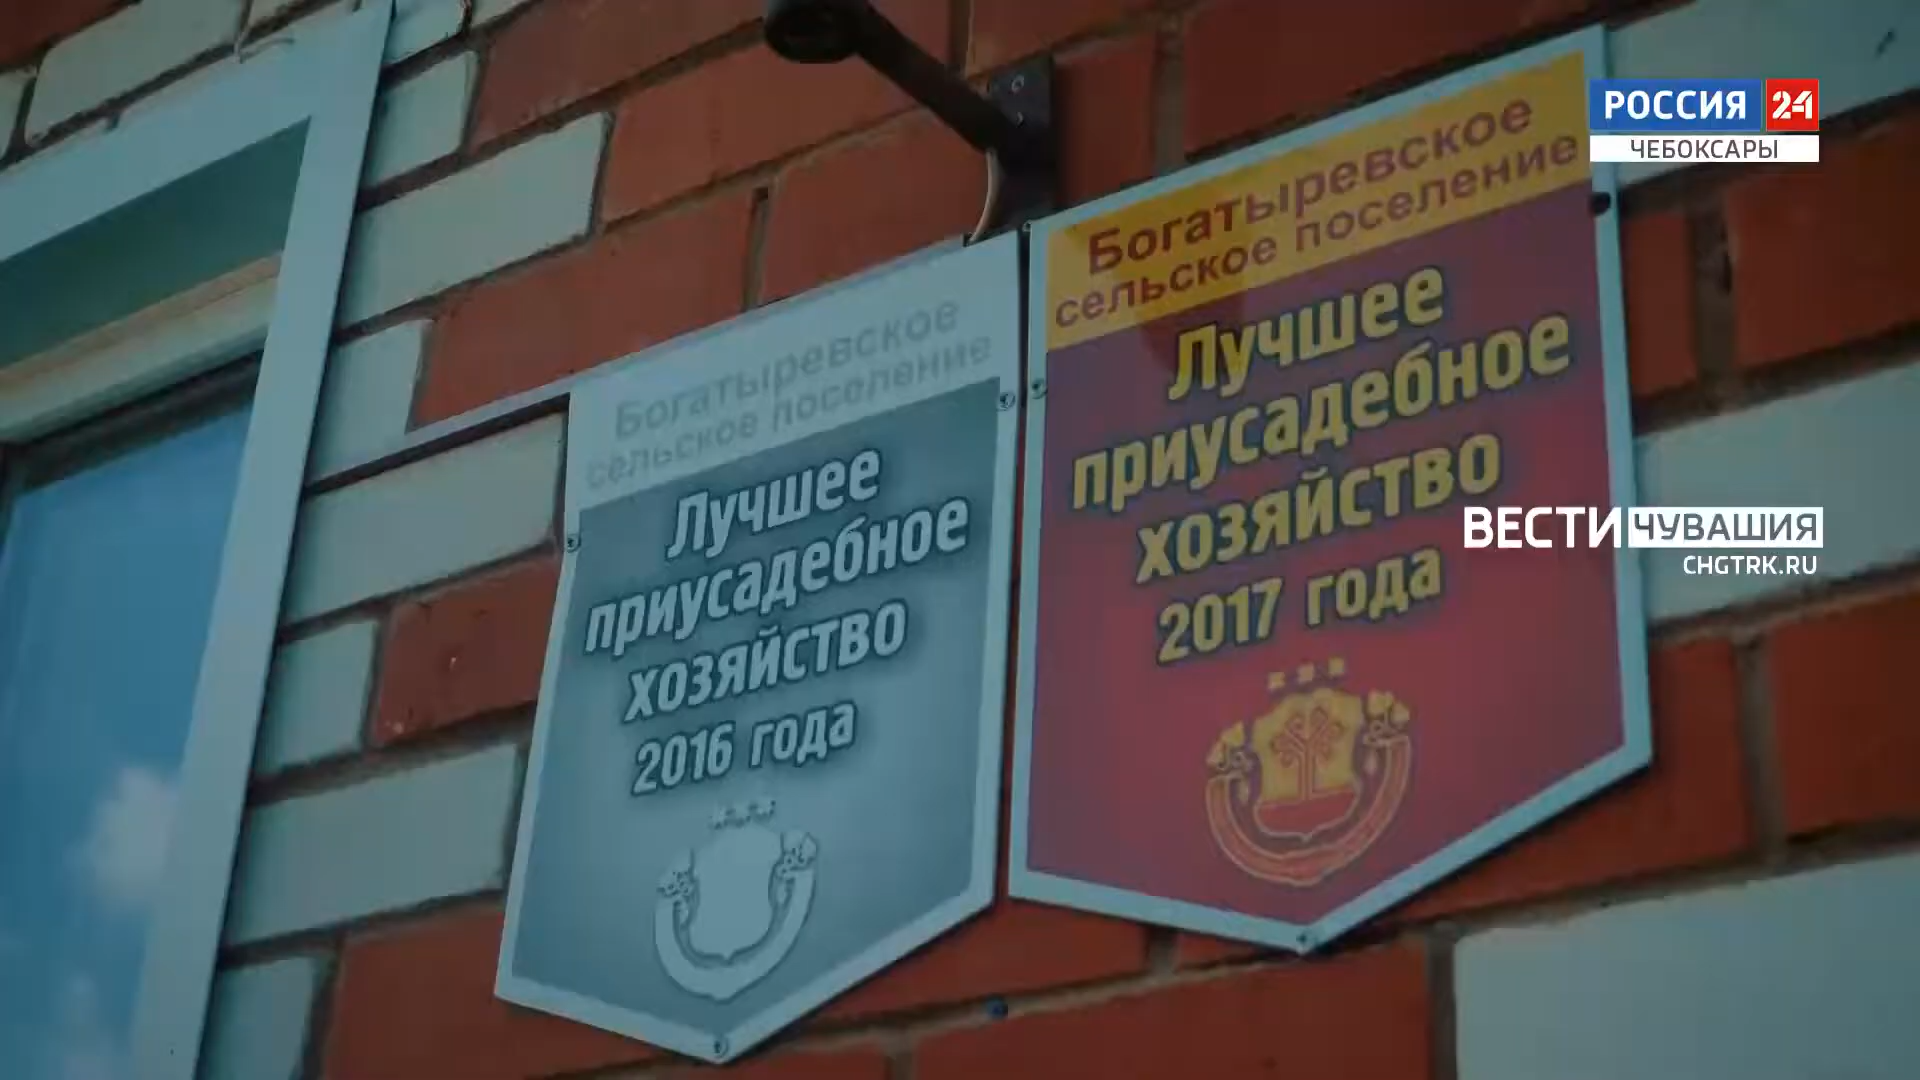 РОССИЯ 24
ЧЕБОКСАРЫ
Богатыревское
сельское поселение
Лучшее
приусадебное
хозяйство
2016 года
Богатыревское
сельское поселение
Лучшее
приусадебное
хозяйство
2017 года
ВЕСТИ ЧУВАШИЯ
CHGTRK.RU